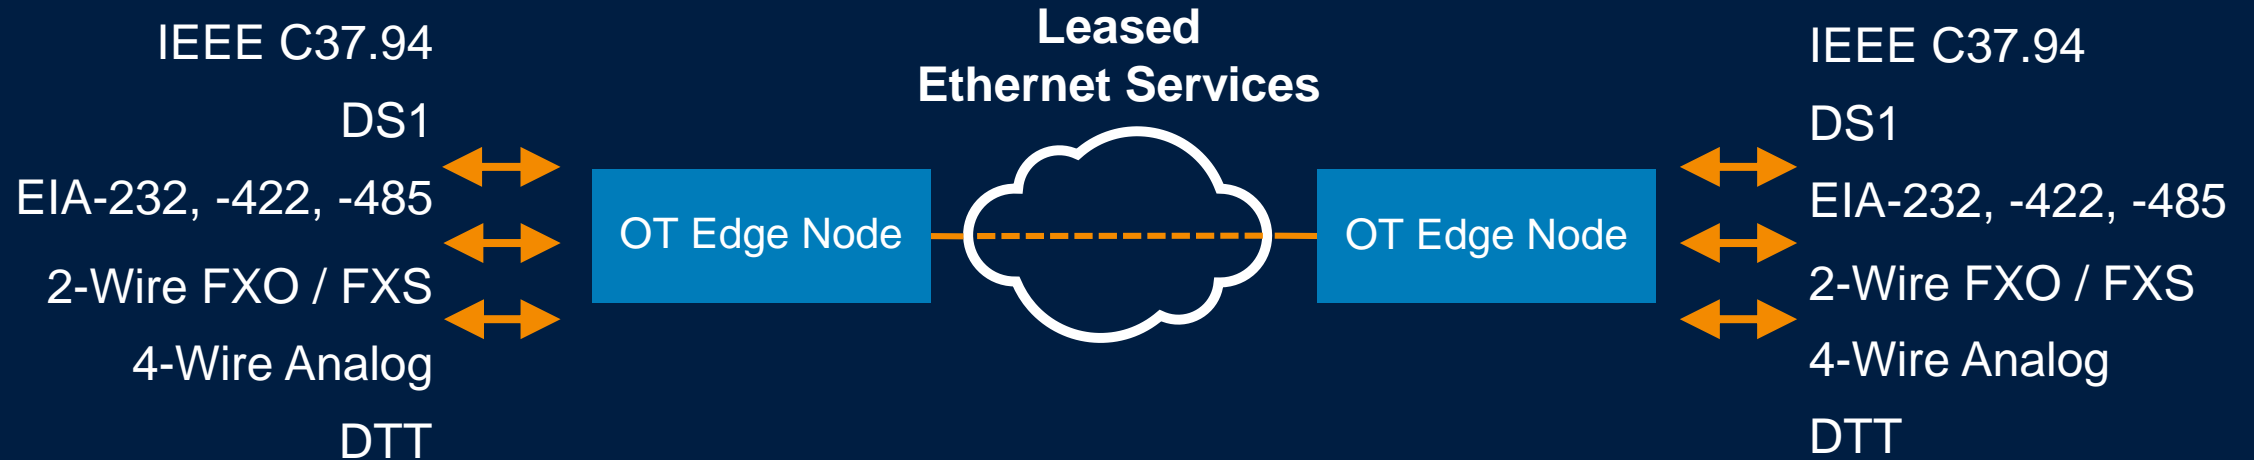 IEEE C37.94
DS1
EIA-232, -422, -485
2-Wire FXO / FXS
4-Wire Analog
DTT
OT Edge Node
Leased
Ethernet Services
OT Edge Node
IEEE C37.94
DS1
EIA-232, -422, -485
2-Wire FXO / FXS
4-Wire Analog
DTT